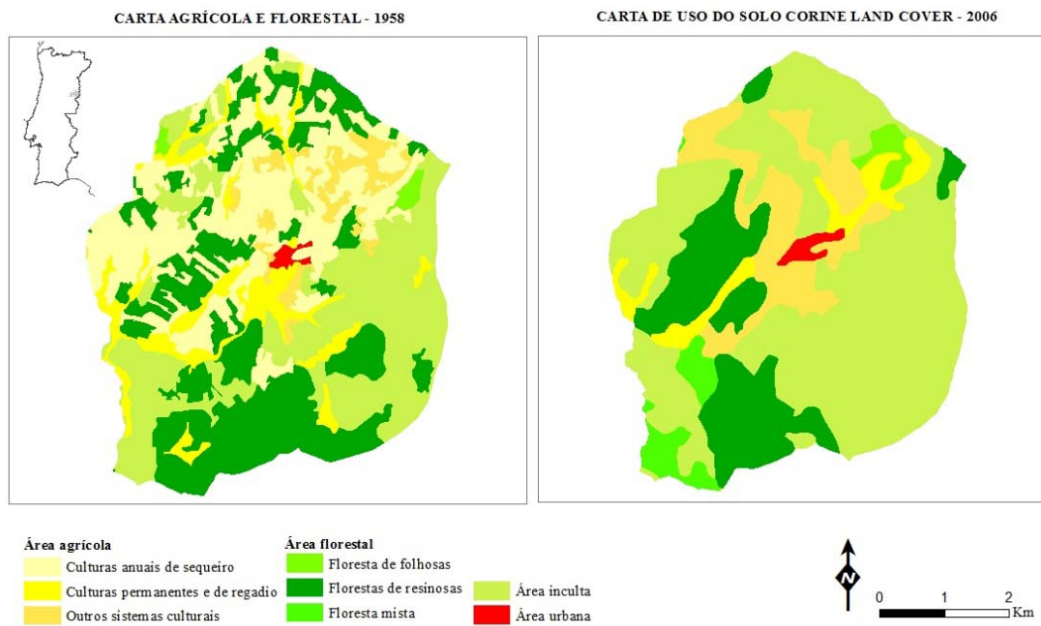 CARTA AGRÍCOLA E FLORESTAL - 1958
CARTA DE USO DO SOLO CORINE LAND COVER - 2006
Área agrícola
Culturas anuais de sequeiro
Culturas permanentes e de regadio
Outros sistemas culturais
Área florestal
Floresta de folhosas
Florestas de resinosas
Floresta mista
Área inculta
Área urbana
N
0 1 2
Km